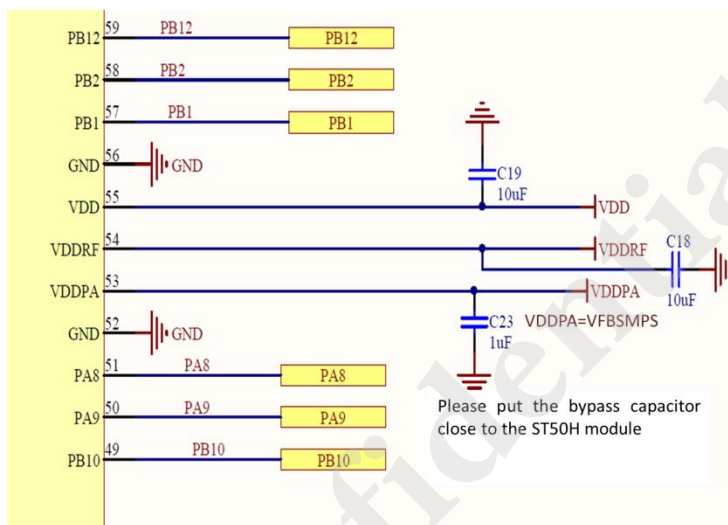 PB12 59 PB12 PB12
PB2 58 PB2 PB2
PB1 57 PB1 PB1
GND 56 GND
C19
10uF
VDD 55 VDD
VDDRF 54 VDDRF
C18
10uF
VDDPA 53 VDDPA
C23
1uF
VDDPA=VFBSMPS
GND 52 GND
PA8 51 PA8 PA8
PA9 50 PA9 PA9
PB10 49 PB10 PB10
Please put the bypass capacitor
close to the ST50H module
fidential